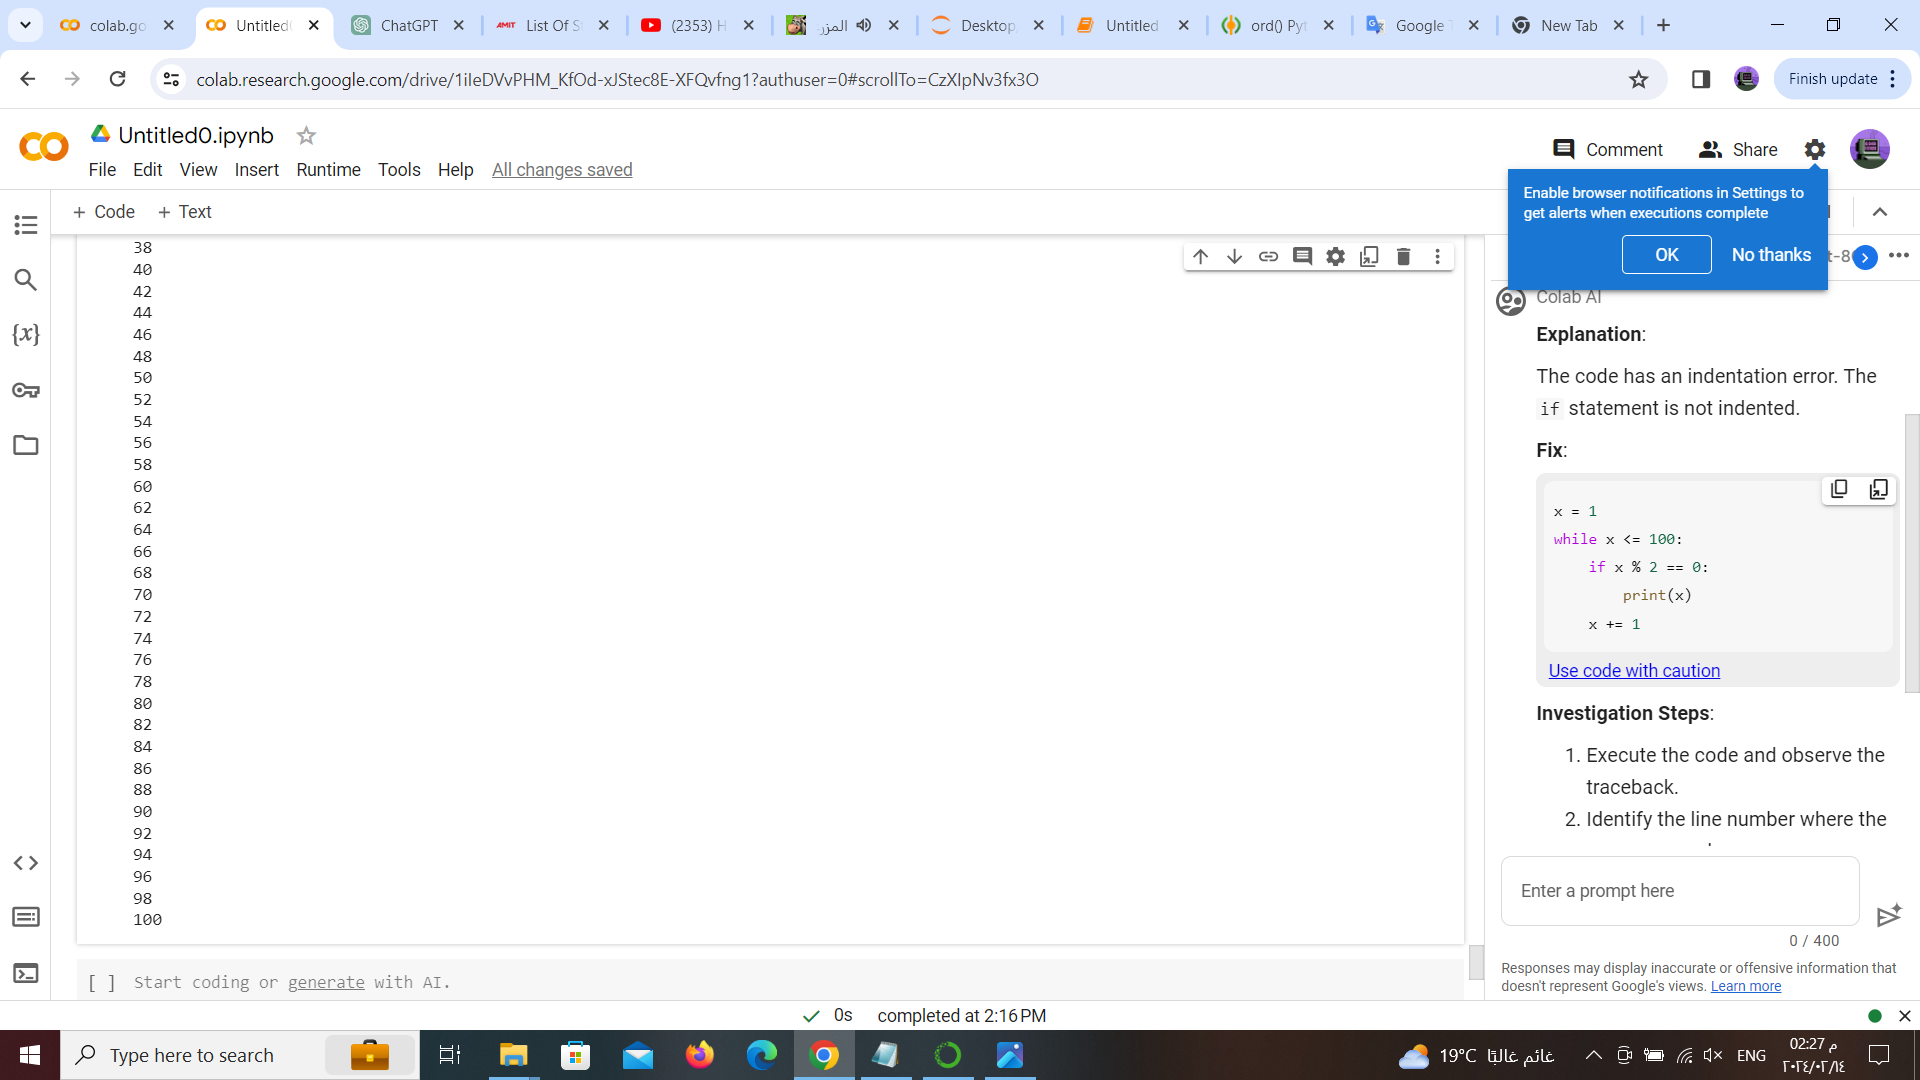 colab.go
Untitled
ChatGPT
AMIT List Of S
(2353) H
المزر
Desktop
Untitled
ord() Pyt
Google T
New Tab
colab.research.google.com/drive/1iIeDVvPHM_KfOd-xJStec8E-XFQvfng1?authuser=0#scrollTo=CzXIpNv3fx3O
Finish update
Untitled0.ipynb
File Edit View Insert Runtime Tools Help All changes saved
Comment
Share
Enable browser notifications in Settings to
get alerts when executions complete
OK
No thanks
+ Code + Text
38
40
42
44
46
48
50
52
54
56
58
60
62
64
66
68
70
72
74
76
78
80
82
84
86
88
90
92
94
96
98
100
[ ] Start coding or generate with AI.
t-8
Colab AI
Explanation:
The code has an indentation error. The
if statement is not indented.
Fix:
x = 1
while x <= 100:
if x % 2 == 0:
print(x)
x += 1
Use code with caution
Investigation Steps:
1. Execute the code and observe the
traceback.
2. Identify the line number where the
Enter a prompt here
0 / 400
Responses may display inaccurate or offensive information that
doesn't represent Google's views. Learn more
0s completed at 2:16 PM
Type here to search
19°C غائم غالبًا
ENG
02:27 م
٢٠٢٤/٠٢/١٤